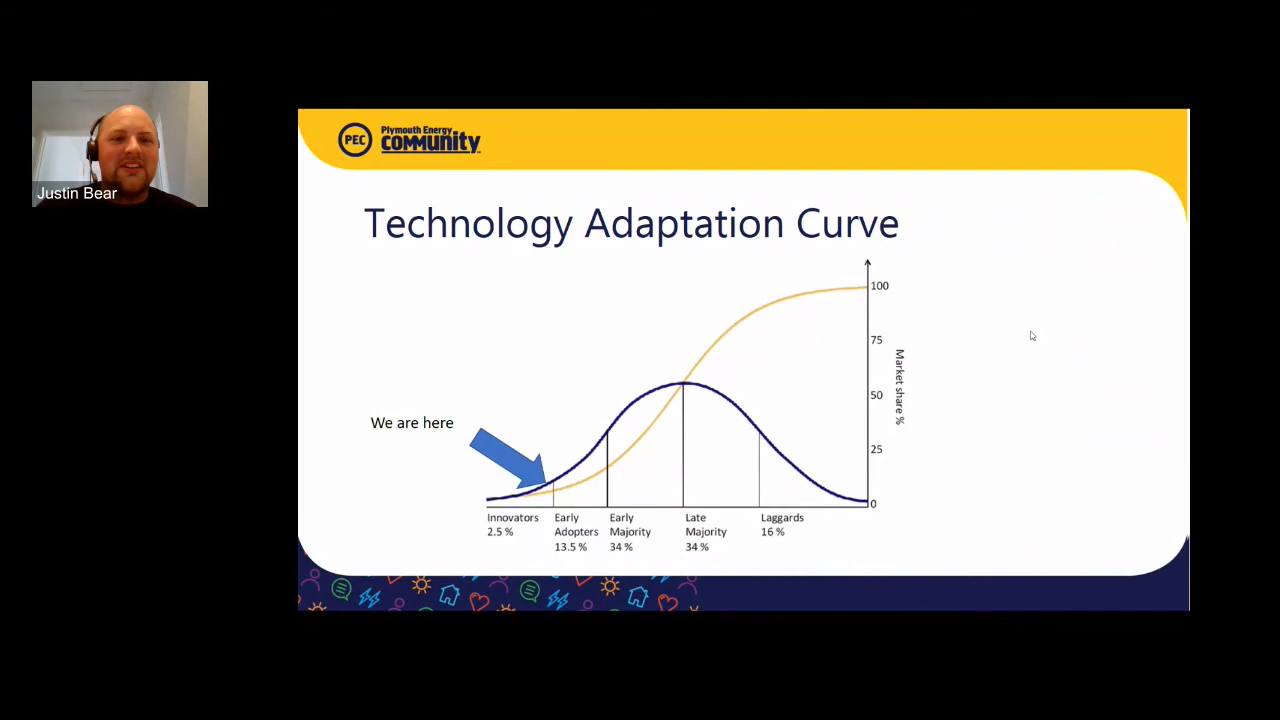 Justin Bear
PEC
Plymouth Energy
COMMUNITY
Technology Adaptation Curve
We are here
100
75
50
25
0
Market share %
Innovators
2.5 %
Early
Adopters
13.5 %
Early
Majority
34 %
Late
Majority
34 %
Laggards
16 %